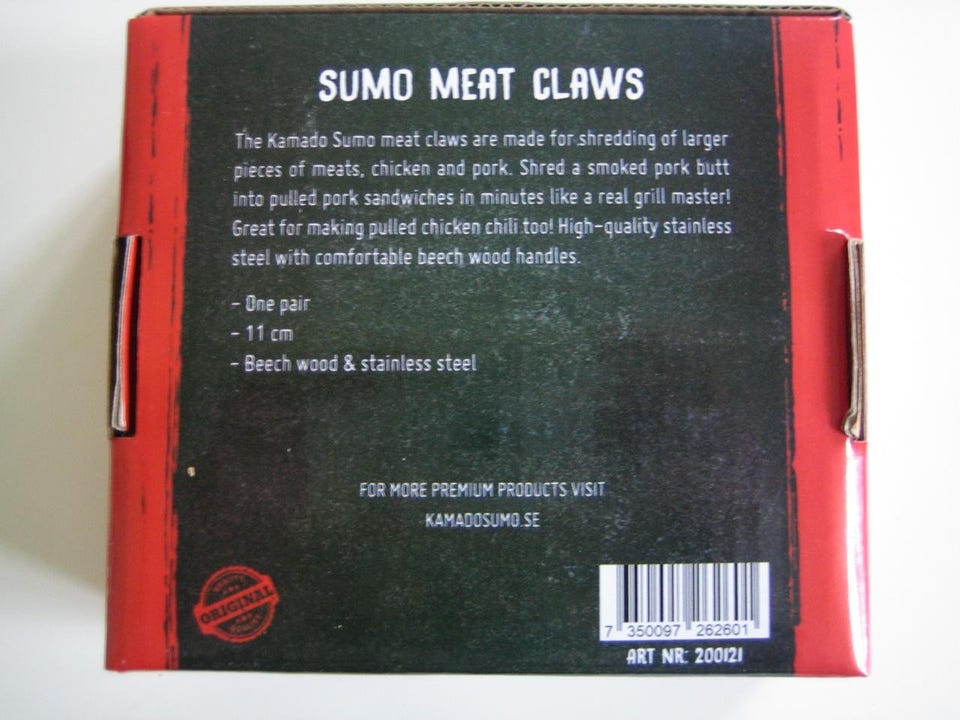 SUMO MEAT CLAWS
The Kamado Sumo meat claws are made for shredding of larger
pieces of meats, chicken and pork. Shred a smoked pork butt
into pulled pork sandwiches in minutes like a real grill master!
Great for making pulled chicken chili too! High-quality stainless
steel with comfortable beech wood handles.
- One pair
- 11 cm
- Beech wood & stainless steel
FOR MORE PREMIUM PRODUCTS VISIT
KAMADOSUMO.SE
ORIGINAL
7 350097 262601
ART NR: 200121